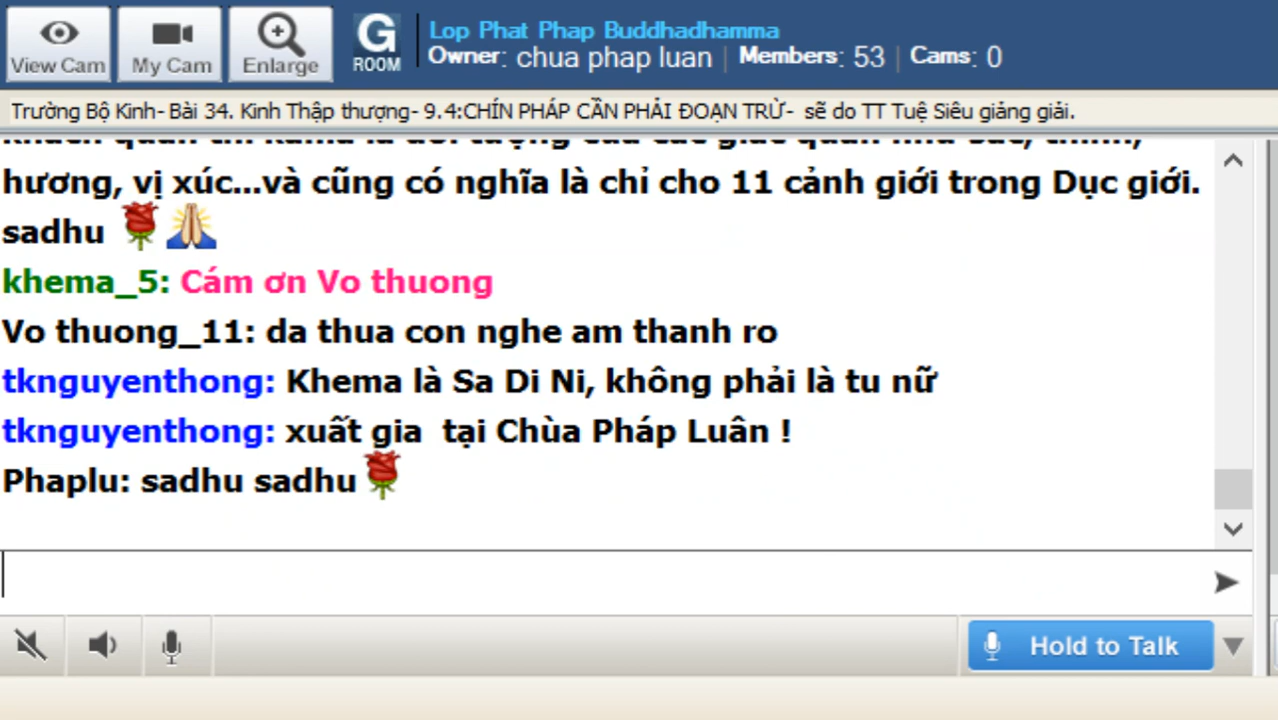 View Cam
My Cam
Enlarge
G
ROOM
Lop Phat Phap Buddhadhamma
Owner: chua phap luan | Members: 53 | Cams: 0
Trường Bộ Kinh- Bài 34. Kinh Thập thượng- 9.4:CHÍN PHÁP CẦN PHẢI ĐOẠN TRỪ- sẽ do TT Tuệ Siêu giảng giải.
hương, vị xúc...và cũng có nghĩa là chỉ cho 11 cảnh giới trong Dục giới.
sadhu
khema_5: Cám ơn Vo thuong
Vo thuong_11: da thua con nghe am thanh ro
tknguyenthong: Khema là Sa Di Ni, không phải là tu nữ
tknguyenthong: xuất gia  tại Chùa Pháp Luân !
Phaplu: sadhu sadhu
Hold to Talk